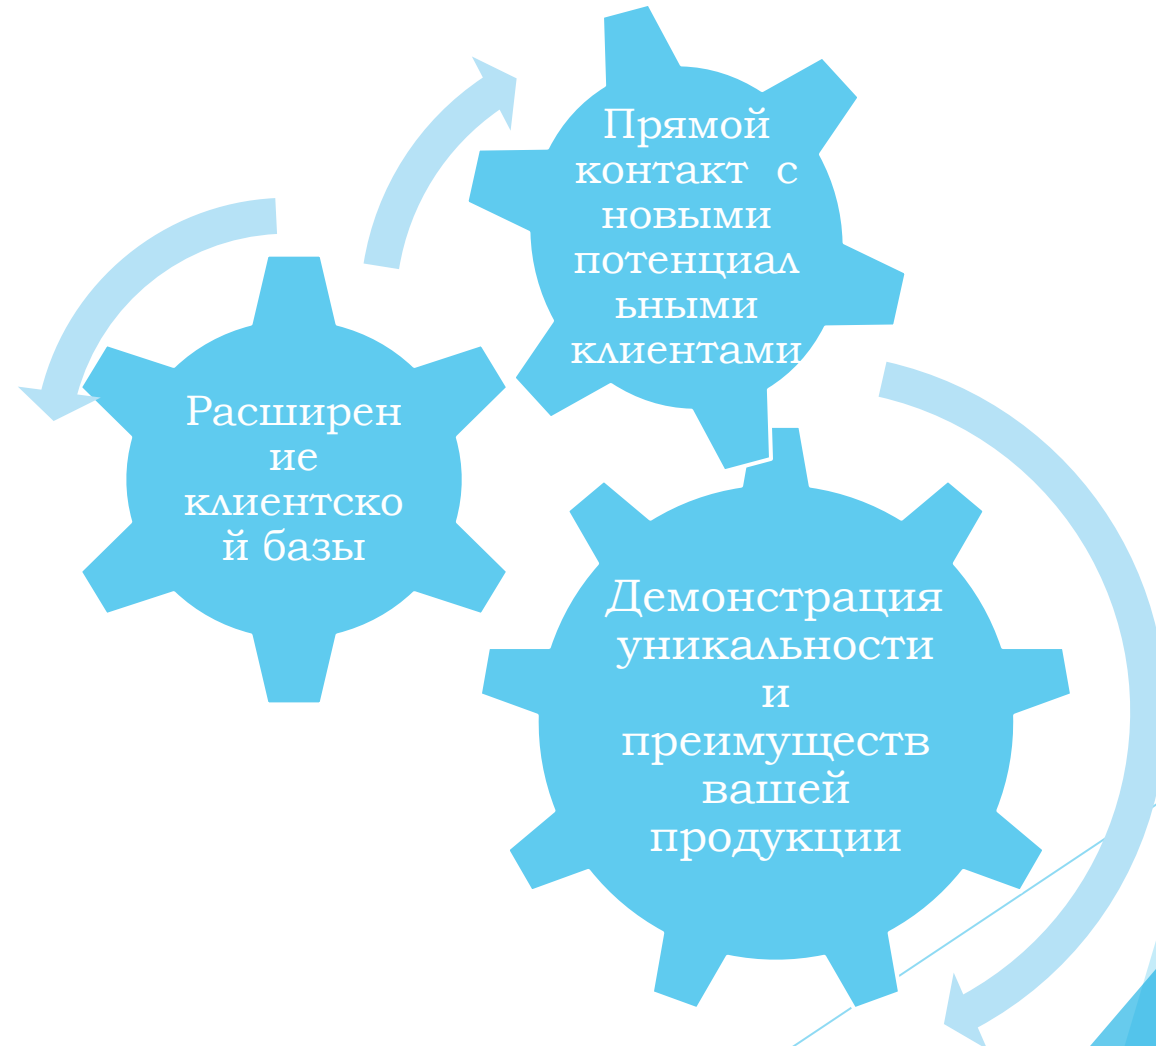 Прямой
контакт  с
новыми
потенциал
ьными
клиентами
Расширен
ие
клиентско
й базы
Демонстрация
уникальности
и
преимуществ
вашей
продукции